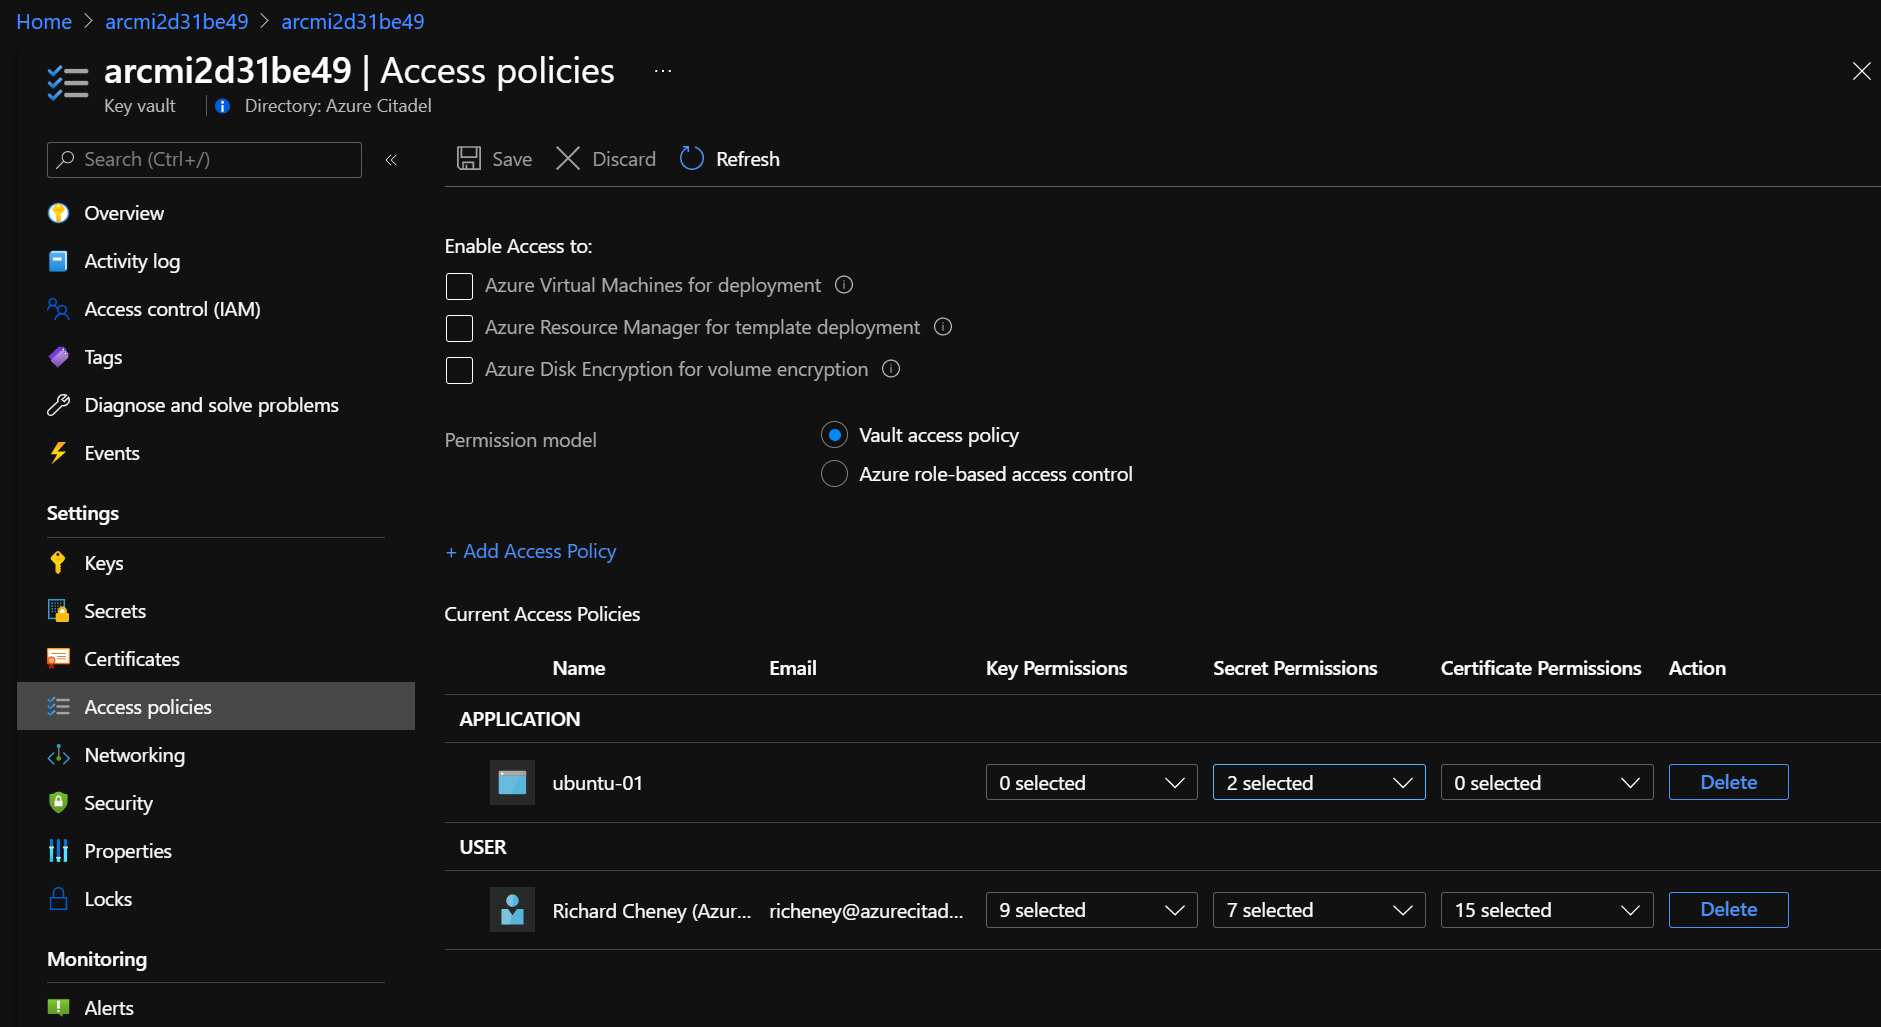 Home > arcmi2d31be49 > arcmi2d31be49
arcmi2d31be49 | Access policies ...
Key vault
Directory: Azure Citadel
Search (Ctrl+/)
«
Overview
Activity log
Access control (IAM)
Tags
Diagnose and solve problems
Events
Settings
Keys
Secrets
Certificates
Access policies
Networking
Security
Properties
Locks
Monitoring
Alerts
Save Discard Refresh
Enable Access to:
Azure Virtual Machines for deployment
Azure Resource Manager for template deployment
Azure Disk Encryption for volume encryption
Permission model
Vault access policy
Azure role-based access control
+ Add Access Policy
Current Access Policies
Name Email Key Permissions Secret Permissions Certificate Permissions Action
APPLICATION
ubuntu-01 0 selected 2 selected 0 selected Delete
USER
Richard Cheney (Azur... richeney@azurecitad... 9 selected 7 selected 15 selected Delete